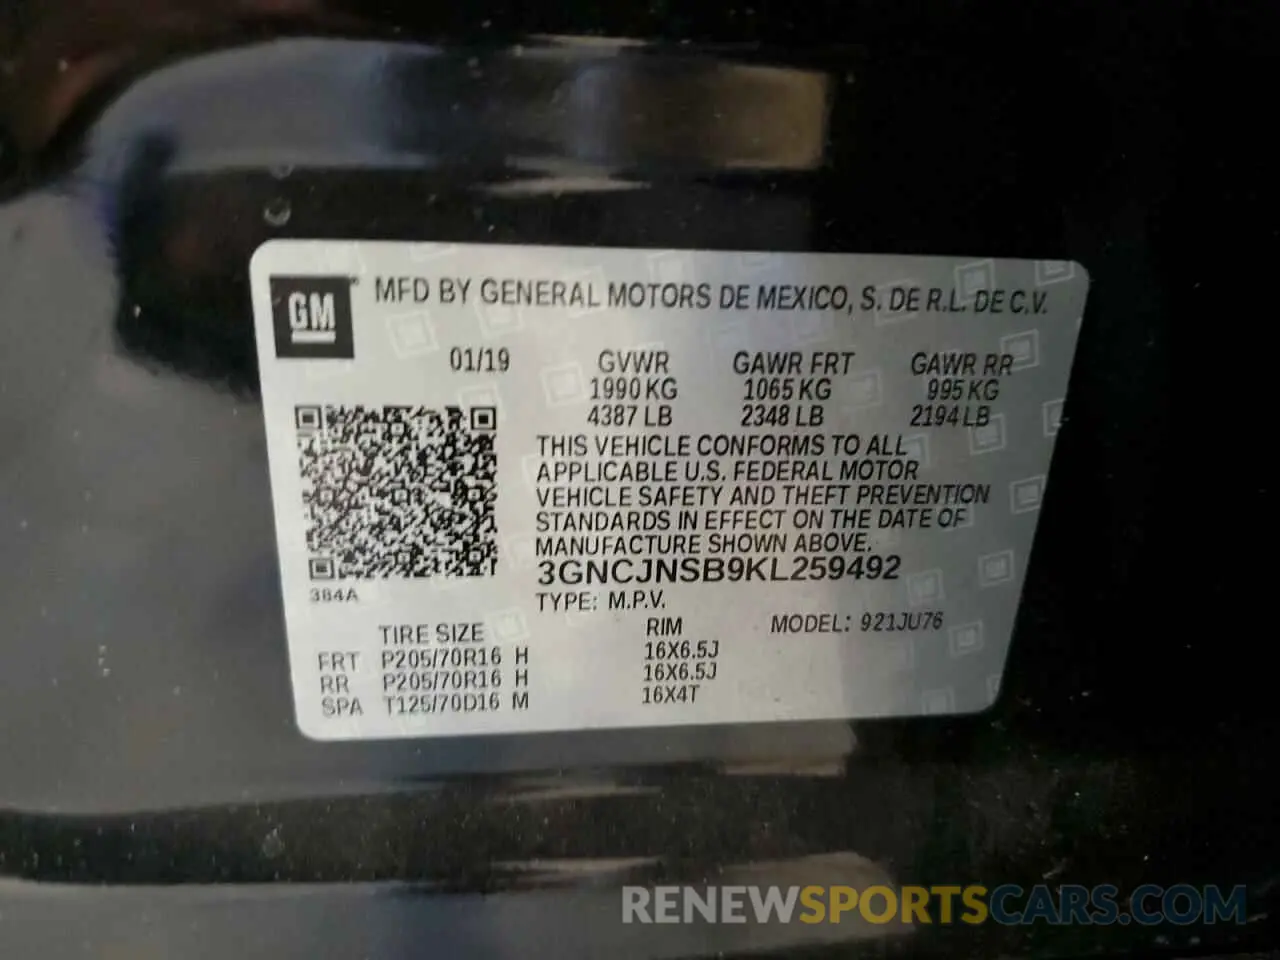 GM MFD BY GENERAL MOTORS DE MEXICO, S. DE R.L. DE C.V.
01/19 GVWR GAWR FRT GAWR RR
1990 KG 1065 KG 995 KG
4387 LB 2348 LB 2194 LB
THIS VEHICLE CONFORMS TO ALL
APPLICABLE U.S. FEDERAL MOTOR
VEHICLE SAFETY AND THEFT PREVENTION
STANDARDS IN EFFECT ON THE DATE OF
MANUFACTURE SHOWN ABOVE.
3GNCJNSB9KL259492
384A
TYPE: M.P.V.
TIRE SIZE RIM MODEL: 921JU76
FRT P205/70R16 H 16X6.5J
RR P205/70R16 H 16X6.5J
SPA T125/70D16 M 16X4T
RENEWSPORTSCARS.COM